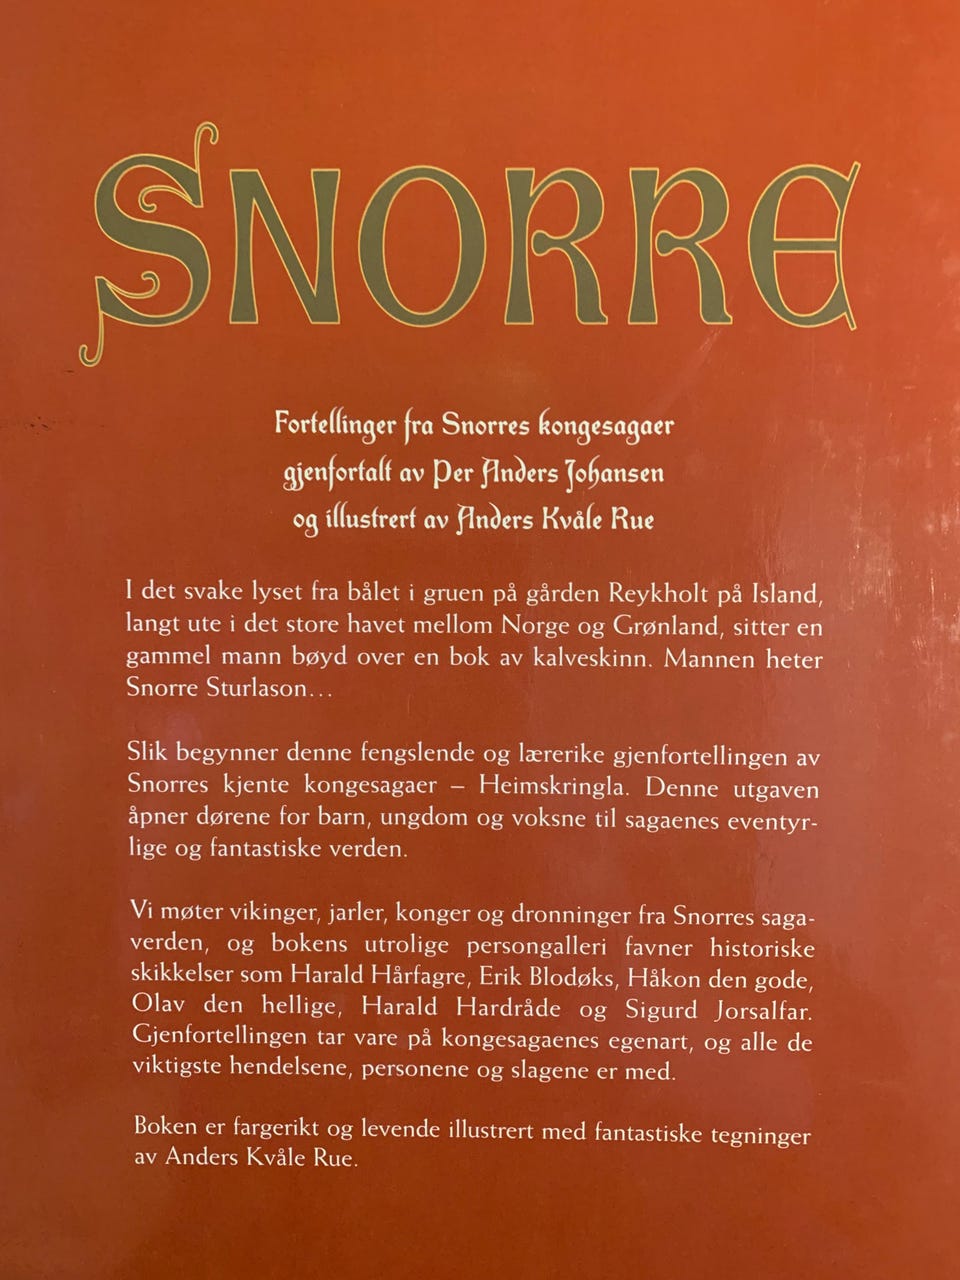 SNORRE
Fortellinger fra Snorres kongesagaer
gjenfortalt av Per Anders Johansen
og illustrert av Anders Kvåle Rue
I det svake lyset fra bålet i gruen på gården Reykholt på Island,
langt ute i det store havet mellom Norge og Grønland, sitter en
gammel mann bøyd over en bok av kalveskinn. Mannen heter
Snorre Sturlason...
Slik begynner denne fengslende og lærerike gjenfortellingen av
Snorres kjente kongesagaer – Heimskringla. Denne utgaven
åpner dørene for barn, ungdom og voksne til sagaenes eventyr-
lige og fantastiske verden.
Vi møter vikinger, jarler, konger og dronninger fra Snorres saga-
verden, og bokens utrolige persongalleri favner historiske
skikkelser som Harald Hårfagre, Erik Blodøks, Håkon den gode,
Olav den hellige, Harald Hardråde og Sigurd Jorsalfar.
Gjenfortellingen tar vare på kongesagaenes egenart, og alle de
viktigste hendelsene, personene og slagene er med.
Boken er fargerikt og levende illustrert med fantastiske tegninger
av Anders Kvåle Rue.